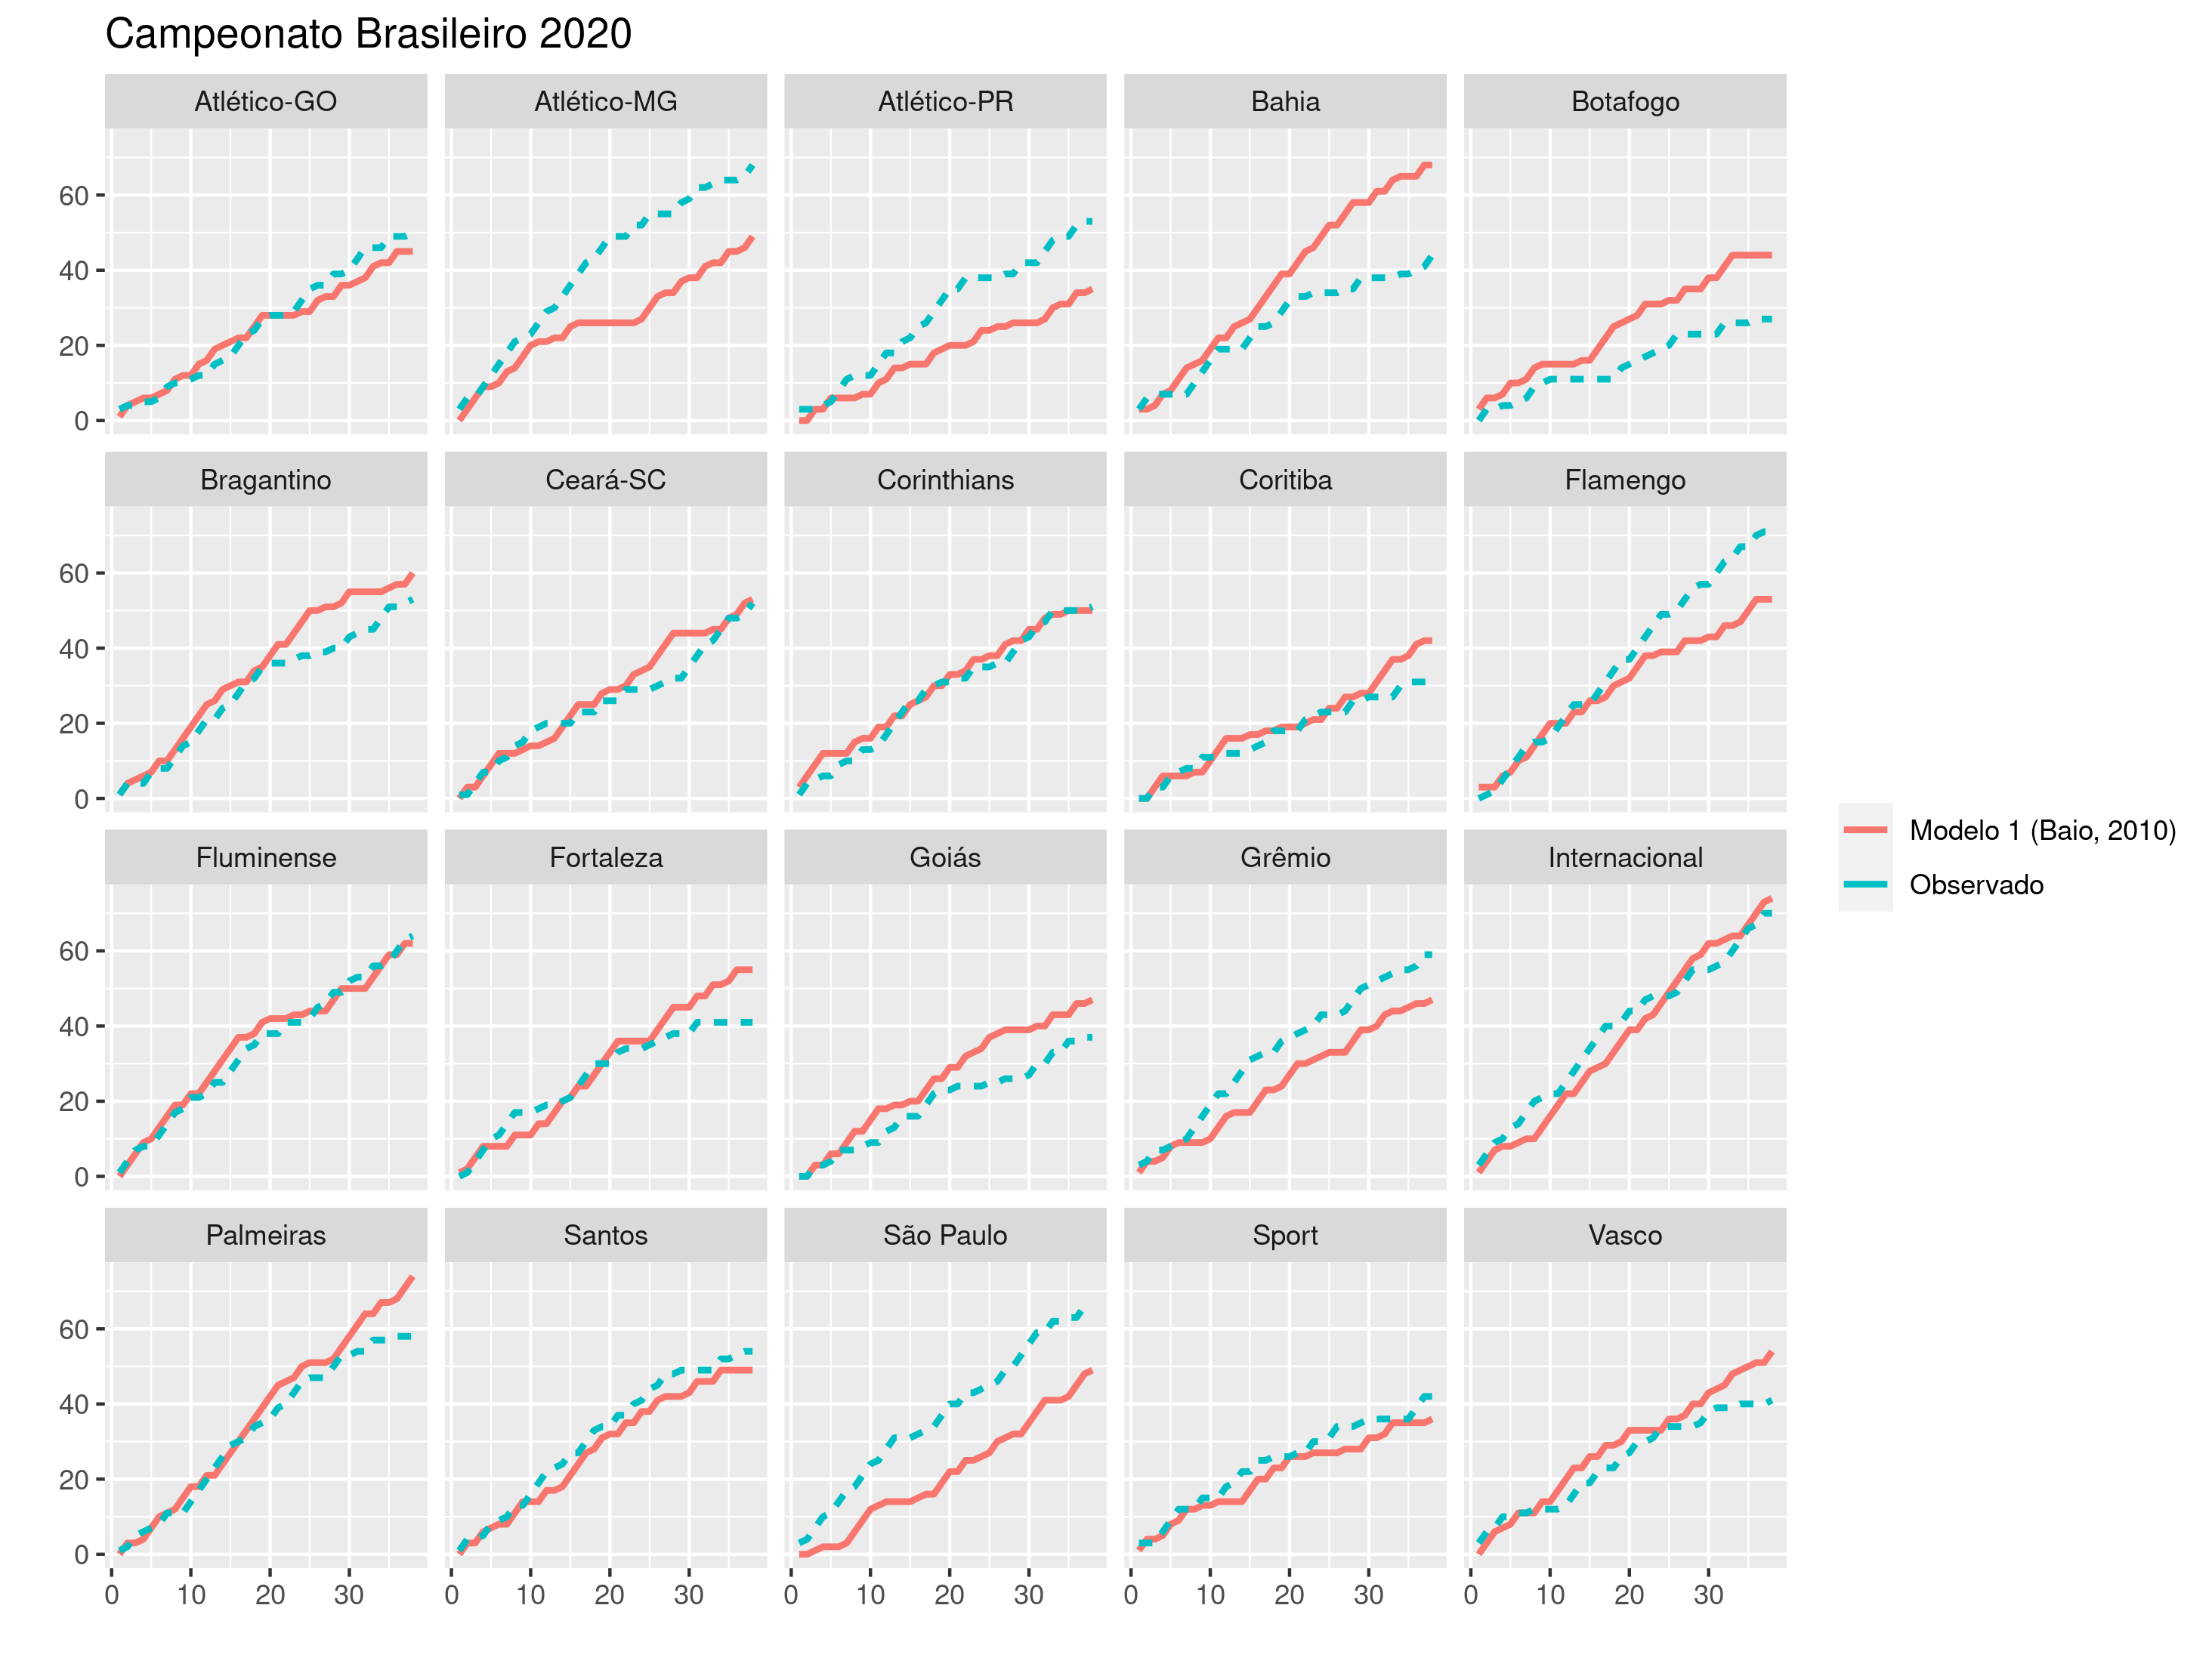 Campeonato Brasileiro 2020
Atlético-GO Atlético-MG Atlético-PR Bahia Botafogo
60
40
20
0
Bragantino Ceará-SC Corinthians Coritiba Flamengo
60
40
20
0
Modelo 1 (Baio, 2010)
Observado
Fluminense Fortaleza Goiás Grêmio Internacional
60
40
20
0
Palmeiras Santos São Paulo Sport Vasco
60
40
20
0
0 10 20 30 0 10 20 30 0 10 20 30 0 10 20 30 0 10 20 30